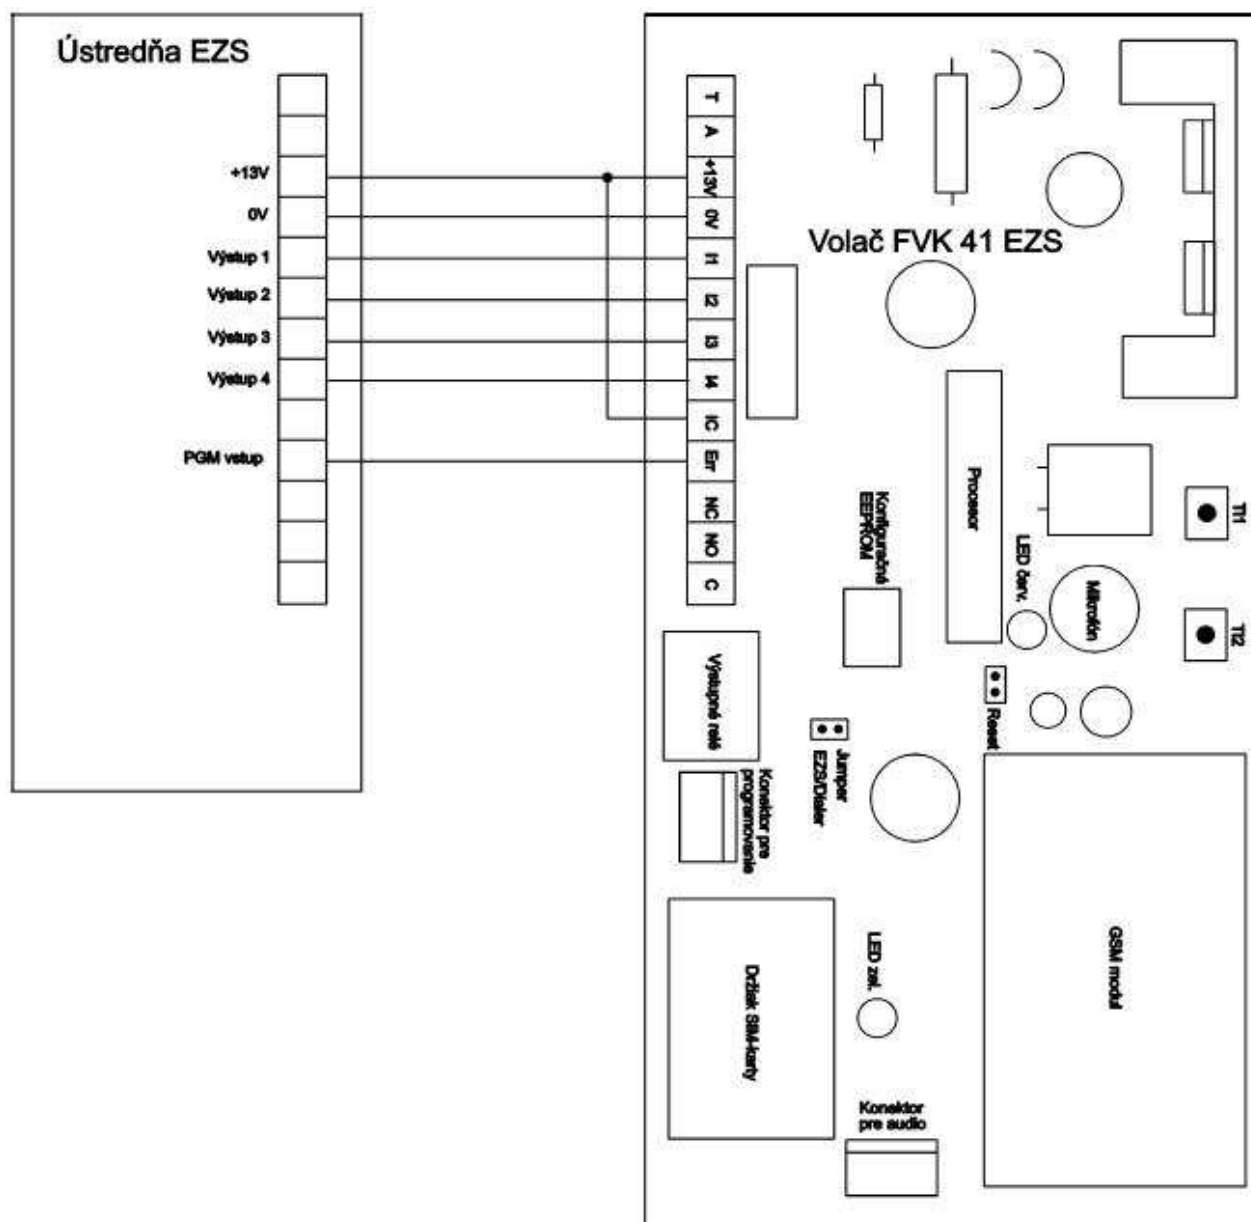 Ústredňa EZS
+13V
0V
Výstup 1
Výstup 2
Výstup 3
Výstup 4
PGM vstup
T
A
+13V
0V
I1
I2
I3
I4
IC
Err
NC
NO
C
Volač FVK 41 EZS
Procesor
Konfiguračná
EEPROM
LED červ.
Mikrofón
Tl1
Tl2
Reset
Výstupné relé
Jumper
EZS/Dialer
Konektor pre
programovanie
Držiak SIM-karty
LED zel.
GSM modul
Konektor
pre audio